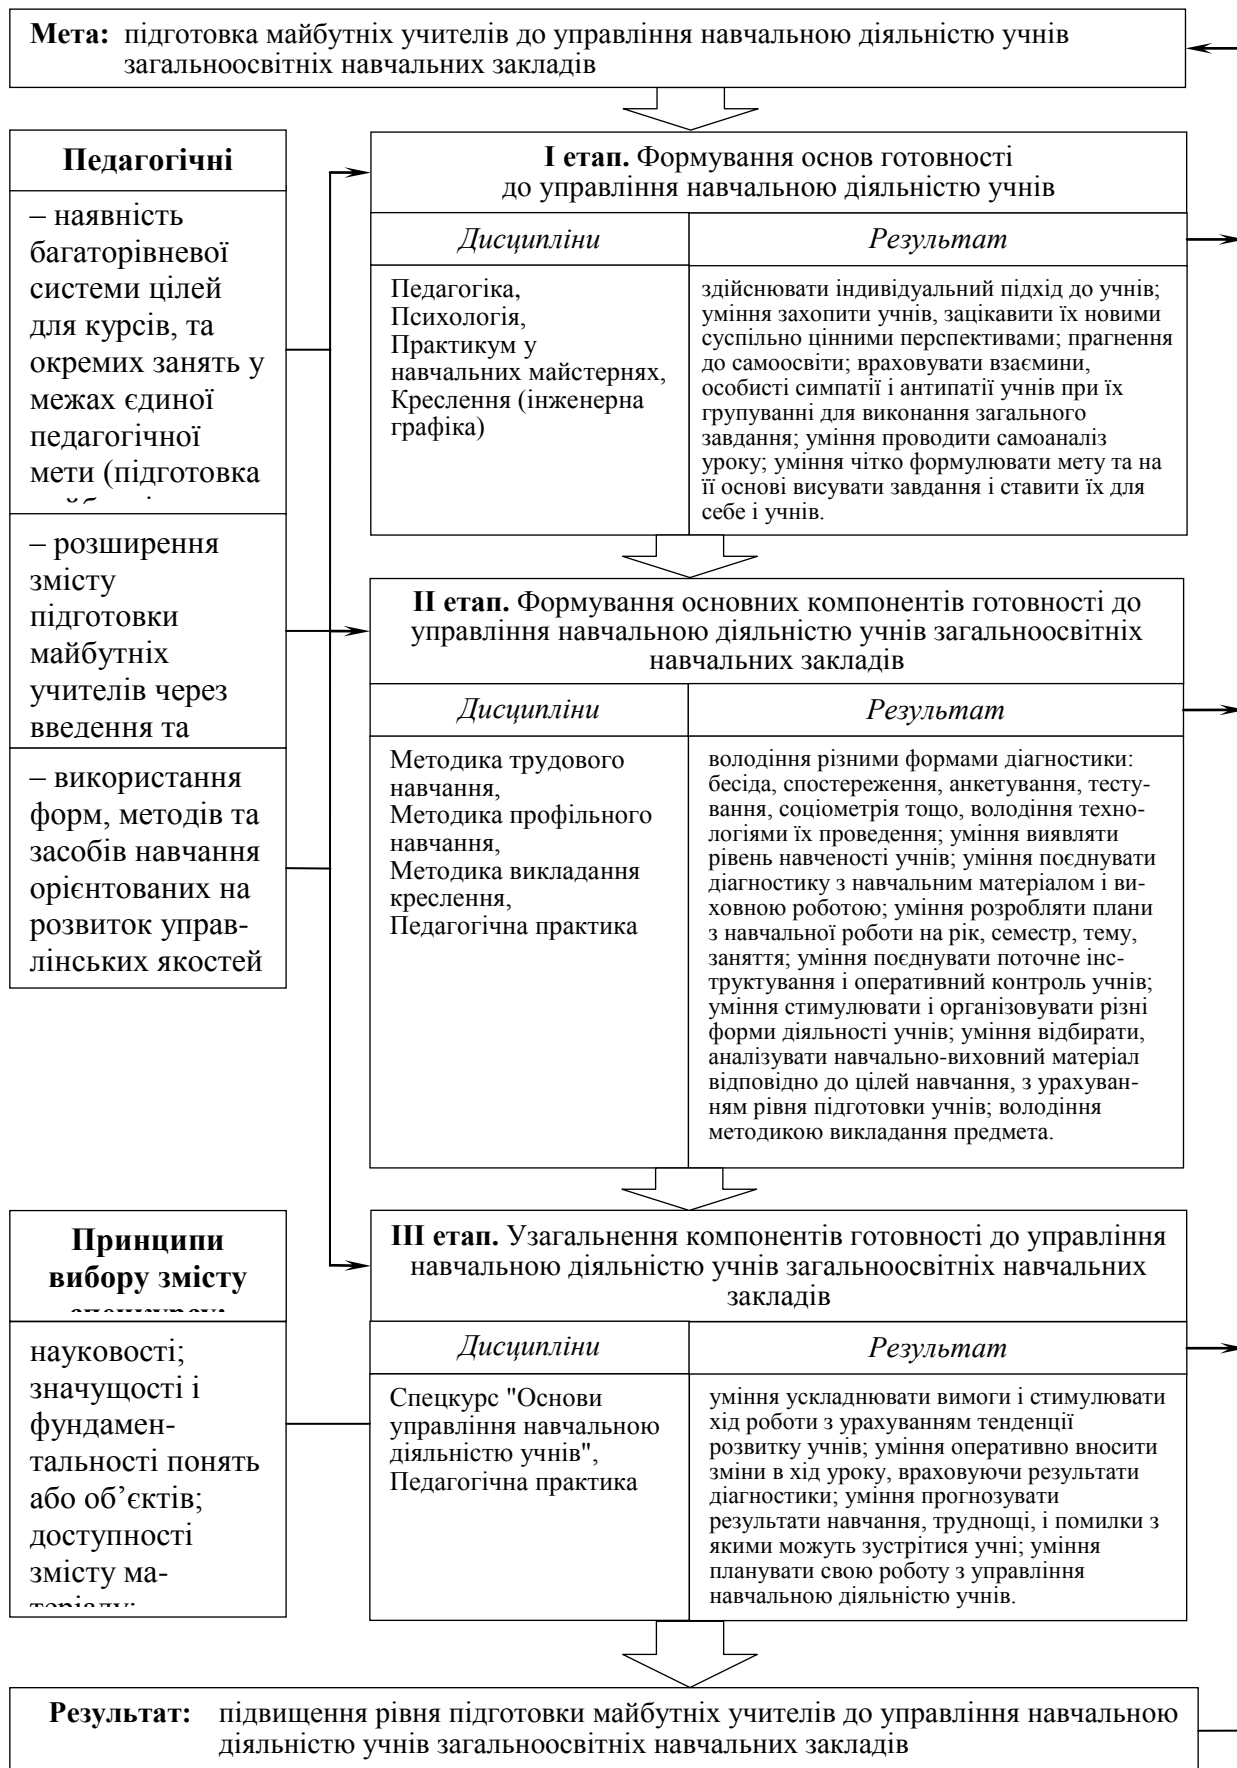 Мета: підготовка майбутніх учителів до управління навчальною діяльністю учнів
загальноосвітніх навчальних закладів
Педагогічні
– наявність
багаторівневої
системи цілей
для курсів, та
окремих занять у
межах єдиної
педагогічної
мети (підготовка
– розширення
змісту
підготовки
майбутніх
учителів через
введення та
– використання
форм, методів та
засобів навчання
орієнтованих на
розвиток управ-
лінських якостей
І етап. Формування основ готовності
до управління навчальною діяльністю учнів
Дисципліни
Результат
Педагогіка,
Психологія,
Практикум у
навчальних майстернях,
Креслення (інженерна
графіка)
здійснювати індивідуальний підхід до учнів;
уміння захопити учнів, зацікавити їх новими
суспільно цінними перспективами; прагнення
до самоосвіти; враховувати взаємини,
особисті симпатії і антипатії учнів при їх
групуванні для виконання загального
завдання; уміння проводити самоаналіз
уроку; уміння чітко формулювати мету та на
її основі висувати завдання і ставити їх для
себе і учнів.
ІІ етап. Формування основних компонентів готовності до
управління навчальною діяльністю учнів загальноосвітніх
навчальних закладів
Дисципліни
Результат
Методика трудового
навчання,
Методика профільного
навчання,
Методика викладання
креслення,
Педагогічна практика
володіння різними формами діагностики:
бесіда, спостереження, анкетування, тесту-
вання, соціометрія тощо, володіння техно-
логіями їх проведення; уміння виявляти
рівень навченості учнів; уміння поєднувати
діагностику з навчальним матеріалом і ви-
ховною роботою; уміння розробляти плани
з навчальної роботи на рік, семестр, тему,
заняття; уміння поєднувати поточне інс-
труктування і оперативний контроль учнів;
уміння стимулювати і організовувати різні
форми діяльності учнів; уміння відбирати,
аналізувати навчально-виховний матеріал
відповідно до цілей навчання, з урахуван-
ням рівня підготовки учнів; володіння
методикою викладання предмета.
Принципи
вибору змісту
науковості;
значущості і
фундамен-
тальності понять
або об’єктів;
доступності
змісту ма-
ІІІ етап. Узагальнення компонентів готовності до управління
навчальною діяльністю учнів загальноосвітніх навчальних
закладів
Дисципліни
Результат
Спецкурс "Основи
управління навчальною
діяльністю учнів",
Педагогічна практика
уміння ускладнювати вимоги і стимулювати
хід роботи з урахуванням тенденції
розвитку учнів; уміння оперативно вносити
зміни в хід уроку, враховуючи результати
діагностики; уміння прогнозувати
результати навчання, труднощі, і помилки з
якими можуть зустрітися учні; уміння
планувати свою роботу з управління
навчальною діяльністю учнів.
Результат: підвищення рівня підготовки майбутніх учителів до управління навчальною
діяльністю учнів загальноосвітніх навчальних закладів